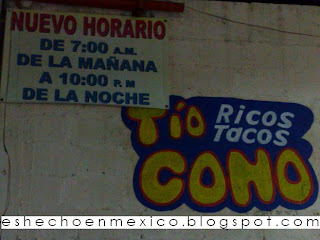 NUEVO HORARIO
DE 7:00 A.M.
DE LA MAÑANA
A 10:00 P.M
DE LA NOCHE
TÍO Ricos
Tacos
CONO
eshechoenmexico.blogspot.com